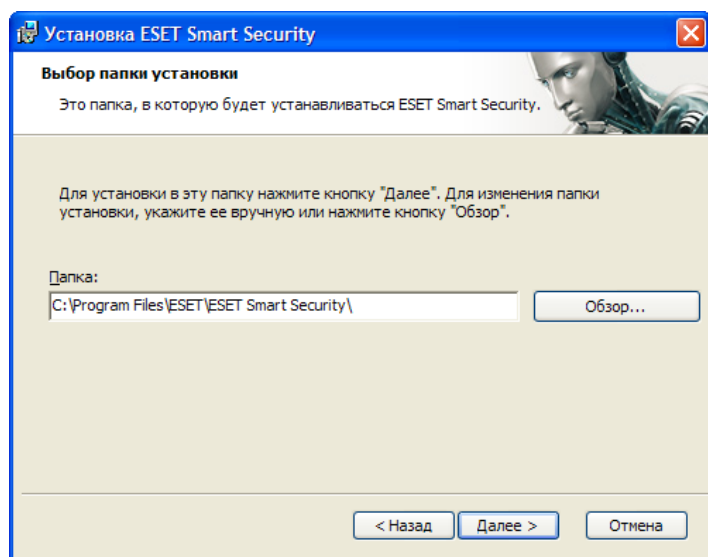 Установка ESET Smart Security
Выбор папки установки
Это папка, в которую будет устанавливаться ESET Smart Security.
Для установки в эту папку нажмите кнопку "Далее". Для изменения папки
установки, укажите ее вручную или нажмите кнопку "Обзор".
Папка:
C:\Program Files\ESET\ESET Smart Security\
Обзор...
< Назад
Далее >
Отмена